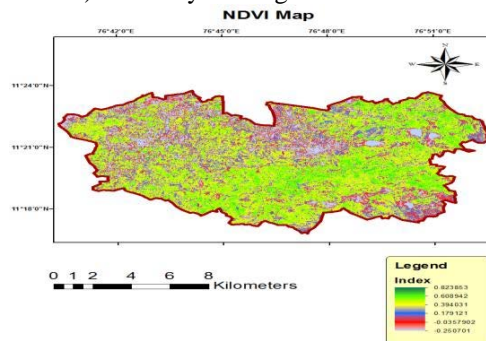 NDVI Map
76°42'0"E 76°45'0"E 76°48'0"E 76°51'0"E
N
W E
S
11°24'0"N
11°21'0"N
11°18'0"N
0 1 2 4 6 8
Kilometers
Legend
Index
0.823853
0.608942
0.394031
0.179121
-0.0357902
-0.250701